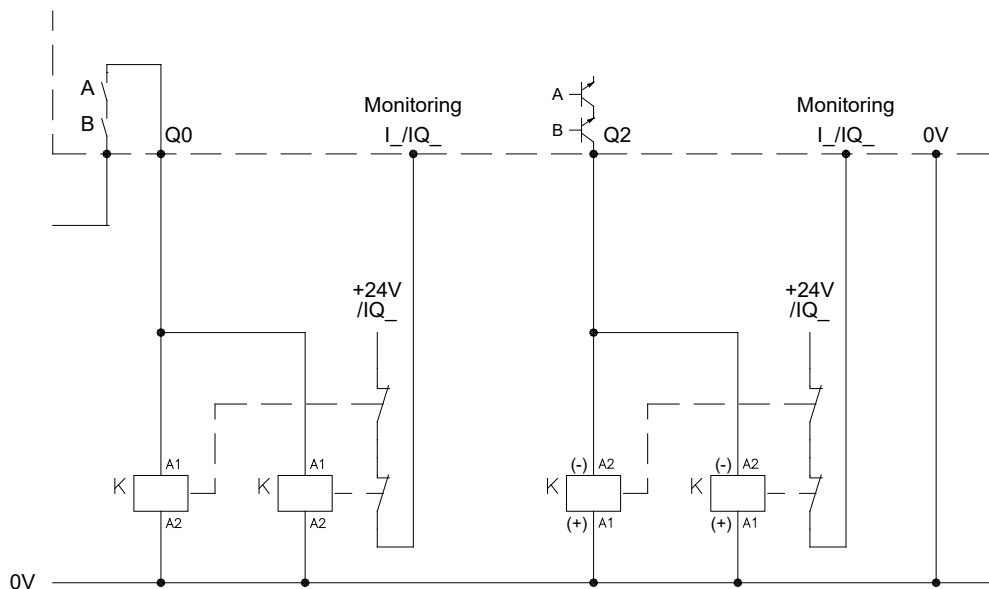 A
B
Q0
Monitoring
I_/IQ_
A
B
Q2
Monitoring
I_/IQ_
0V
+24V
/IQ_
+24V
/IQ_
K
A1
A2
K
A1
A2
K
(-) A2
(+) A1
K
(-) A2
(+) A1
0V